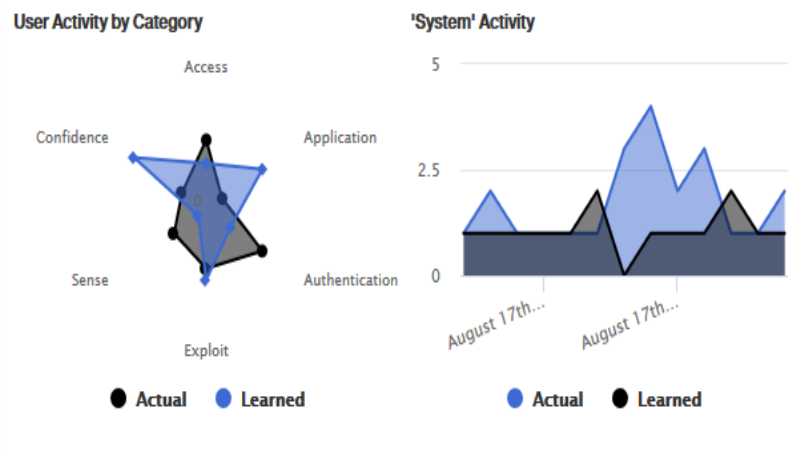 User Activity by Category
Access
Confidence
Application
0
Sense
Authentication
Exploit
Actual Learned
'System' Activity
5
2.5
0
August 17th...
August 17th...
Actual Learned